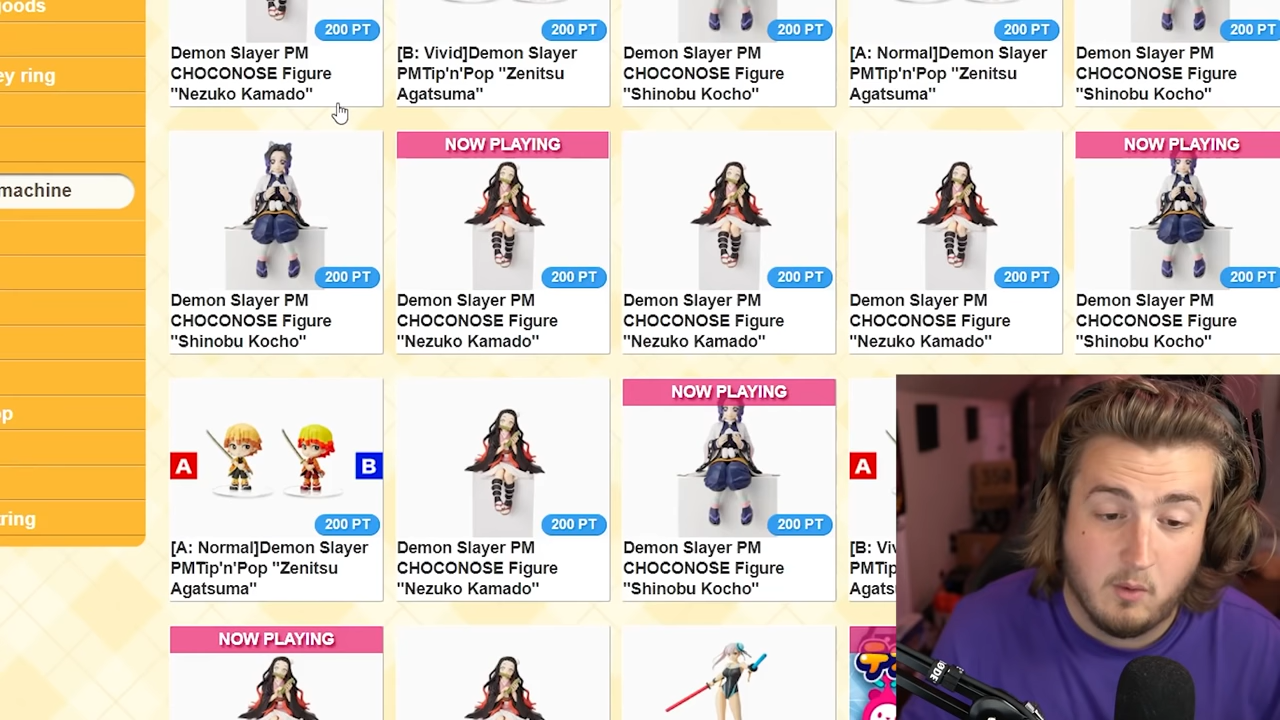 goods
ey ring
machine
op
ring
200 PT
Demon Slayer PM
CHOCONOSE Figure
"Nezuko Kamado"
200 PT
[B: Vivid]Demon Slayer
PMTip'n'Pop "Zenitsu
Agatsuma"
200 PT
Demon Slayer PM
CHOCONOSE Figure
"Shinobu Kocho"
200 PT
[A: Normal]Demon Slayer
PMTip'n'Pop "Zenitsu
Agatsuma"
200 PT
Demon Slayer PM
CHOCONOSE Figure
"Shinobu Kocho"
200 PT
Demon Slayer PM
CHOCONOSE Figure
"Shinobu Kocho"
NOW PLAYING
200 PT
Demon Slayer PM
CHOCONOSE Figure
"Nezuko Kamado"
200 PT
Demon Slayer PM
CHOCONOSE Figure
"Nezuko Kamado"
200 PT
Demon Slayer PM
CHOCONOSE Figure
"Nezuko Kamado"
NOW PLAYING
200 PT
Demon Slayer PM
CHOCONOSE Figure
"Shinobu Kocho"
A
B
200 PT
[A: Normal]Demon Slayer
PMTip'n'Pop "Zenitsu
Agatsuma"
200 PT
Demon Slayer PM
CHOCONOSE Figure
"Nezuko Kamado"
NOW PLAYING
200 PT
Demon Slayer PM
CHOCONOSE Figure
"Shinobu Kocho"
A
[B: Viv
PMTip
Agats
NOW PLAYING
RØDE